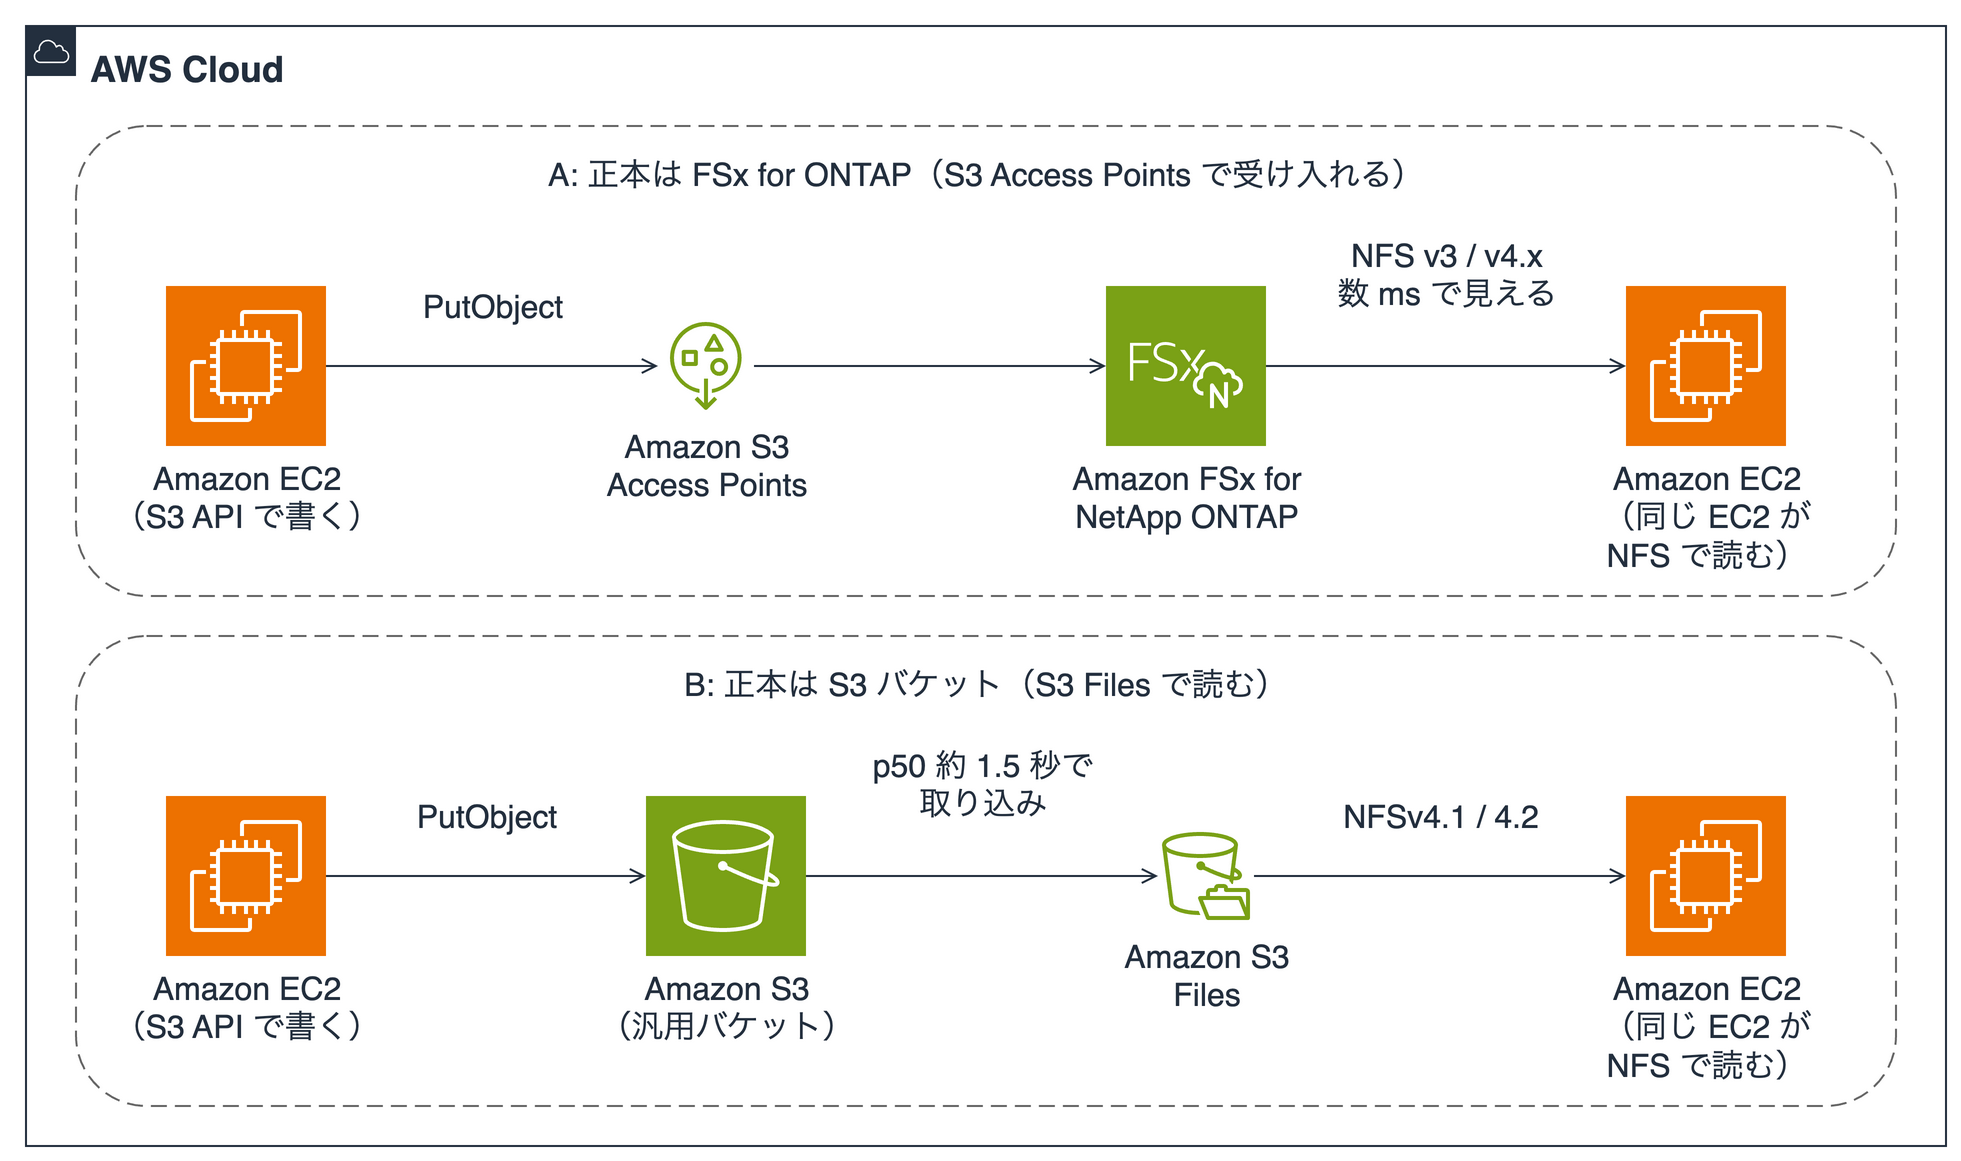 AWS Cloud
A: 正本は FSx for ONTAP（S3 Access Points で受け入れる）
NFS v3 / v4.x
数 ms で見える
PutObject
FSx
N
Amazon S3
Access Points
Amazon EC2
（S3 API で書く）
Amazon FSx for
NetApp ONTAP
Amazon EC2
（同じ EC2 が
NFS で読む）
B: 正本は S3 バケット（S3 Files で読む）
p50 約 1.5 秒で
取り込み
PutObject
NFSv4.1 / 4.2
Amazon EC2
（S3 API で書く）
Amazon S3
（汎用バケット）
Amazon S3
Files
Amazon EC2
（同じ EC2 が
NFS で読む）